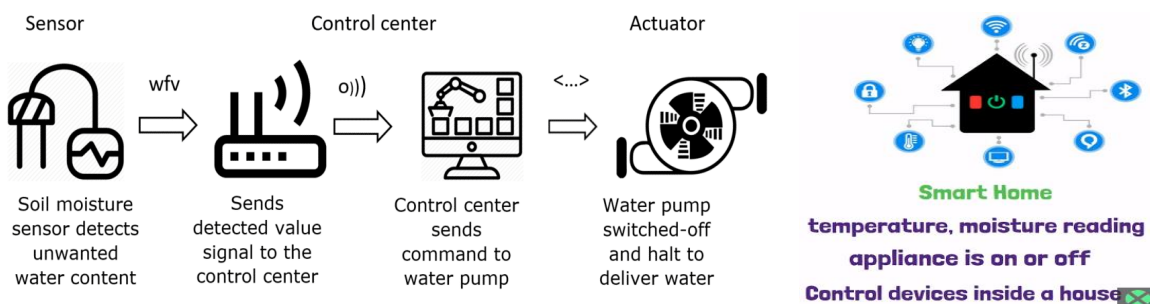 Sensor
Control center
Actuator
wfv
o)))
<...>
Soil moisture
sensor detects
unwanted
water content
Sends
detected value
signal to the
control center
Control center
sends
command to
water pump
Water pump
switched-off
and halt to
deliver water
Smart Home
temperature, moisture reading
appliance is on or off
Control devices inside a house